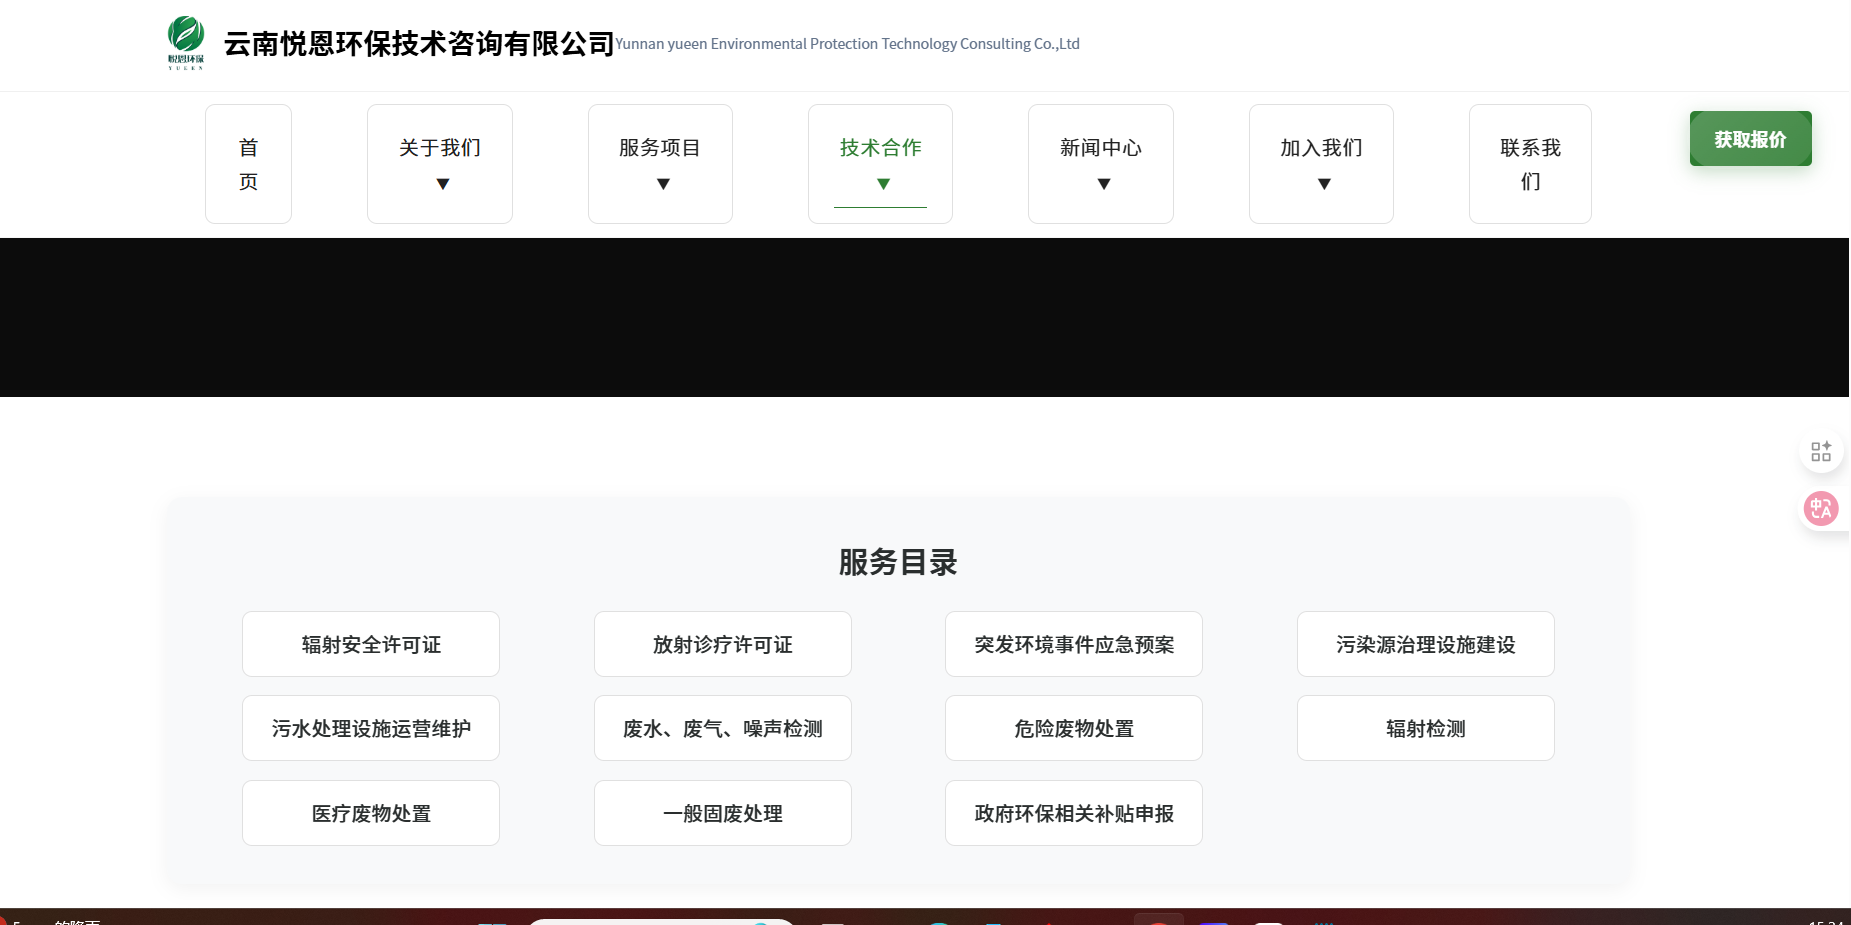 悦恩环保
YUEEN
云南悦恩环保技术咨询有限公司
Yunnan yueen Environmental Protection Technology Consulting Co.,Ltd
首
页
关于我们
▼
服务项目
▼
技术合作
▼
新闻中心
▼
加入我们
▼
联系我
们
获取报价
服务目录
辐射安全许可证
放射诊疗许可证
突发环境事件应急预案
污染源治理设施建设
污水处理设施运营维护
废水、废气、噪声检测
危险废物处置
辐射检测
医疗废物处置
一般固废处理
政府环保相关补贴申报